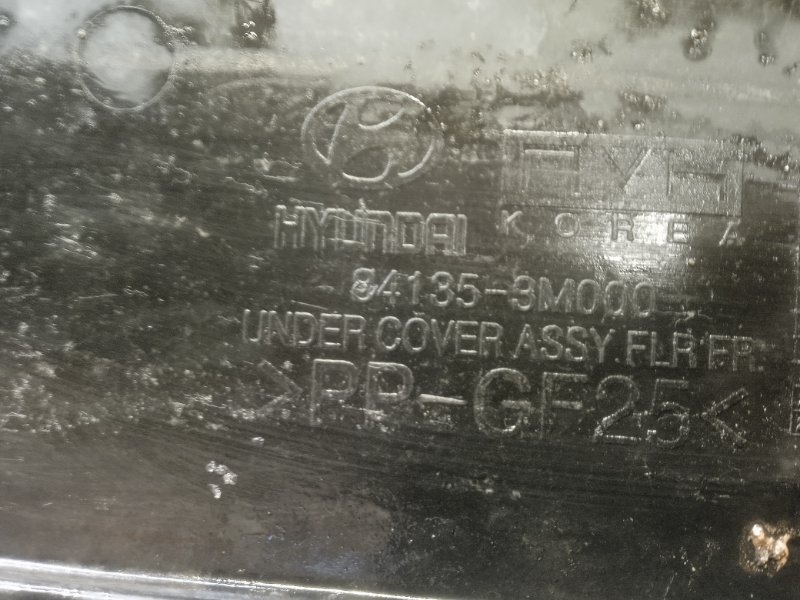 HYUNDAI
KOREA
84135-3M000
UNDER COVER ASSY FLR FR.
>PP-GF25<